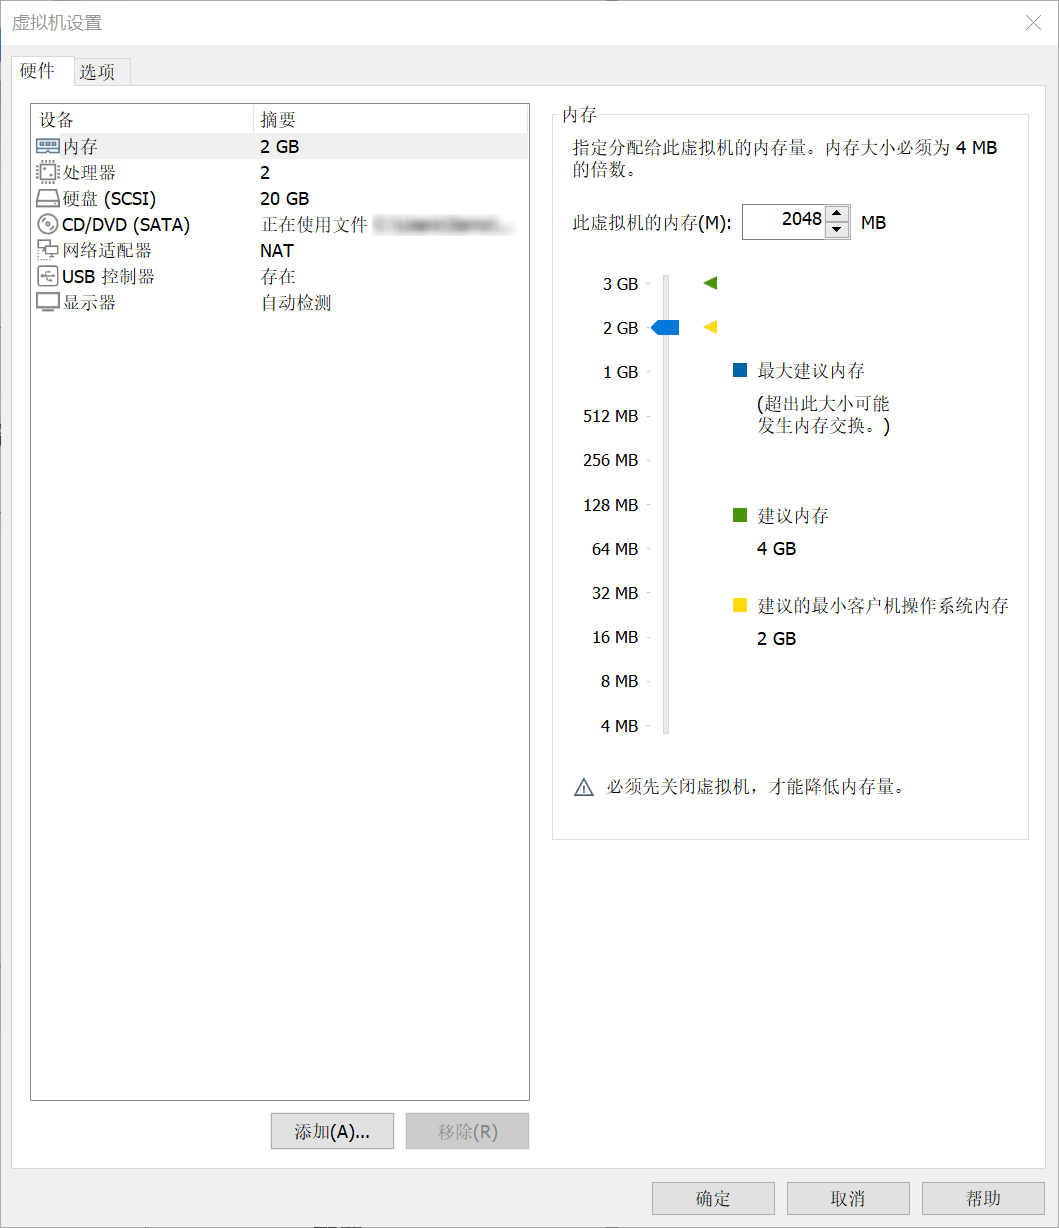 虚拟机设置
硬件
选项
设备 摘要
内存 2 GB
处理器 2
硬盘 (SCSI) 20 GB
CD/DVD (SATA) 正在使用文件
网络适配器 NAT
USB 控制器 存在
显示器 自动检测
添加(A)...
移除(R)
内存
指定分配给此虚拟机的内存量。内存大小必须为 4 MB
的倍数。
此虚拟机的内存(M): 2048 MB
3 GB
2 GB
1 GB
512 MB
256 MB
128 MB
64 MB
32 MB
16 MB
8 MB
4 MB
最大建议内存
(超出此大小可能
发生内存交换。)
建议内存
4 GB
建议的最小客户机操作系统内存
2 GB
必须先关闭虚拟机，才能降低内存量。
确定
取消
帮助